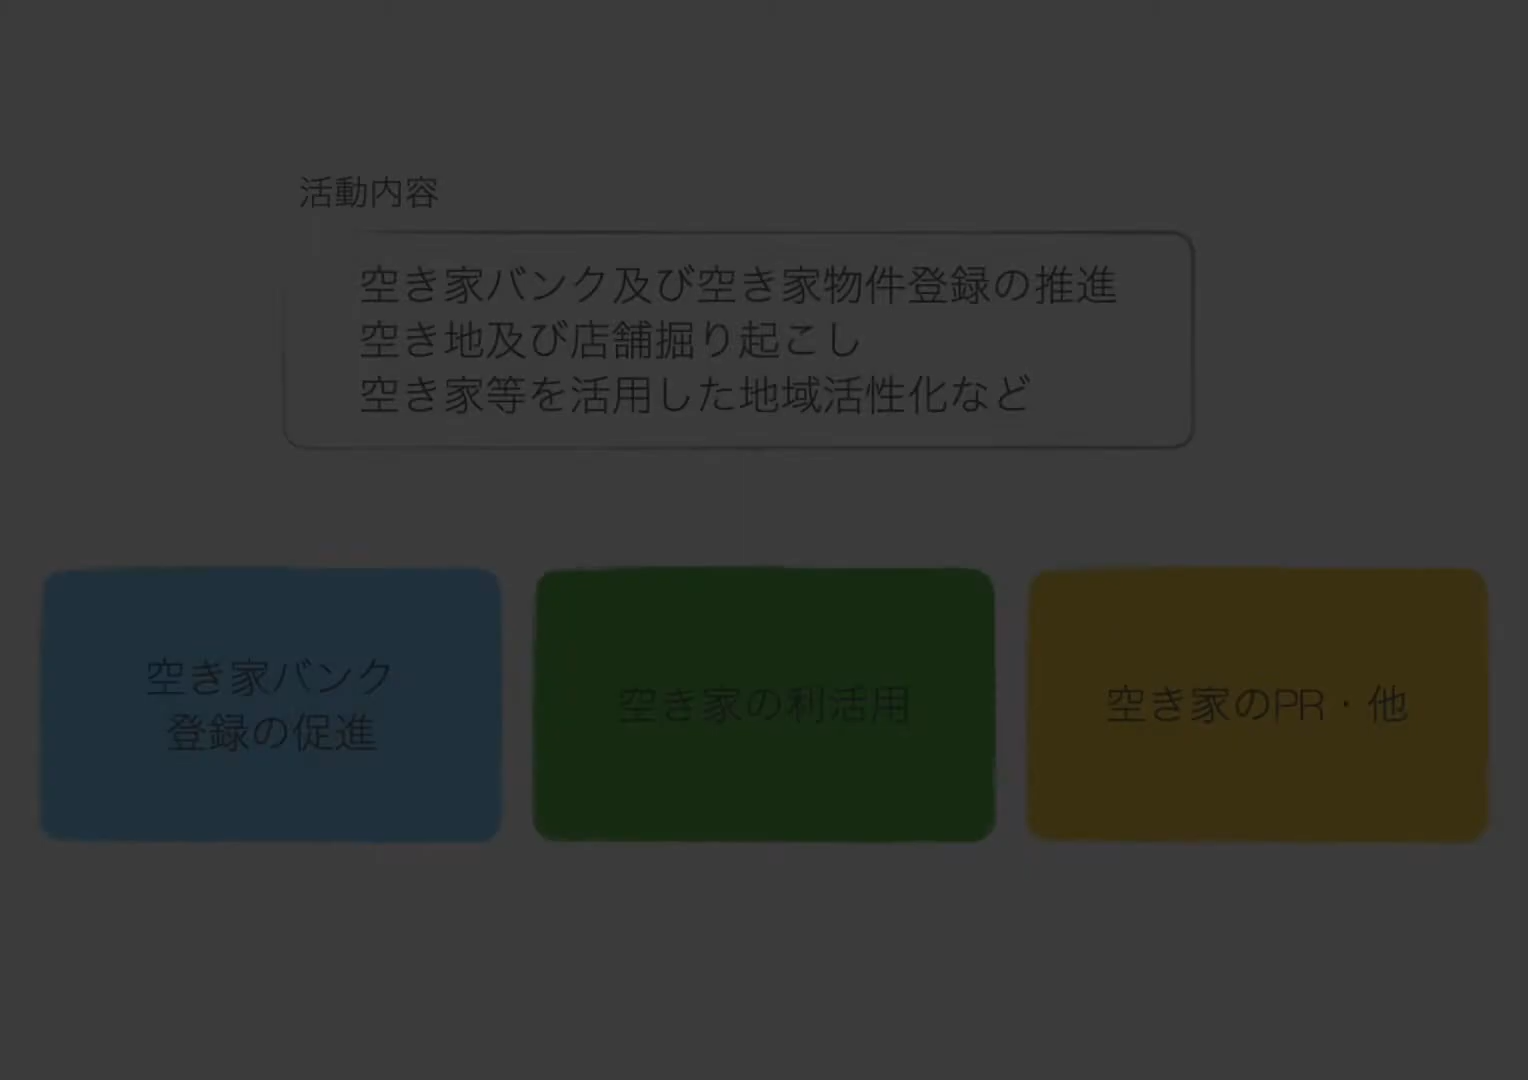 活動内容
空き家バンク及び空き家物件登録の推進
空き地及び店舗掘り起こし
空き家等を活用した地域活性化など
空き家バンク
登録の促進
空き家の利活用
空き家のPR・他